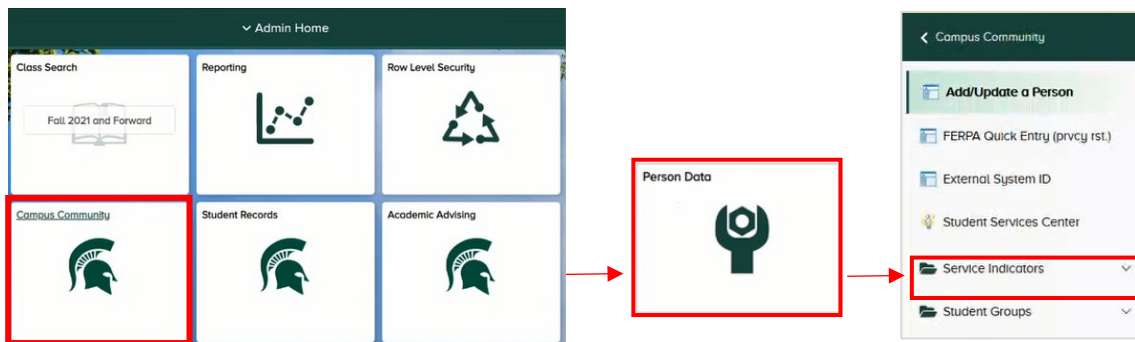 Admin Home
Class Search
Reporting
Row Level Security
Fall 2021 and Forward
Campus Community
Student Records
Academic Advising
Person Data
Campus Community
Add/Update a Person
FERPA Quick Entry (prvcy rst.)
External System ID
Student Services Center
Service Indicators
Student Groups